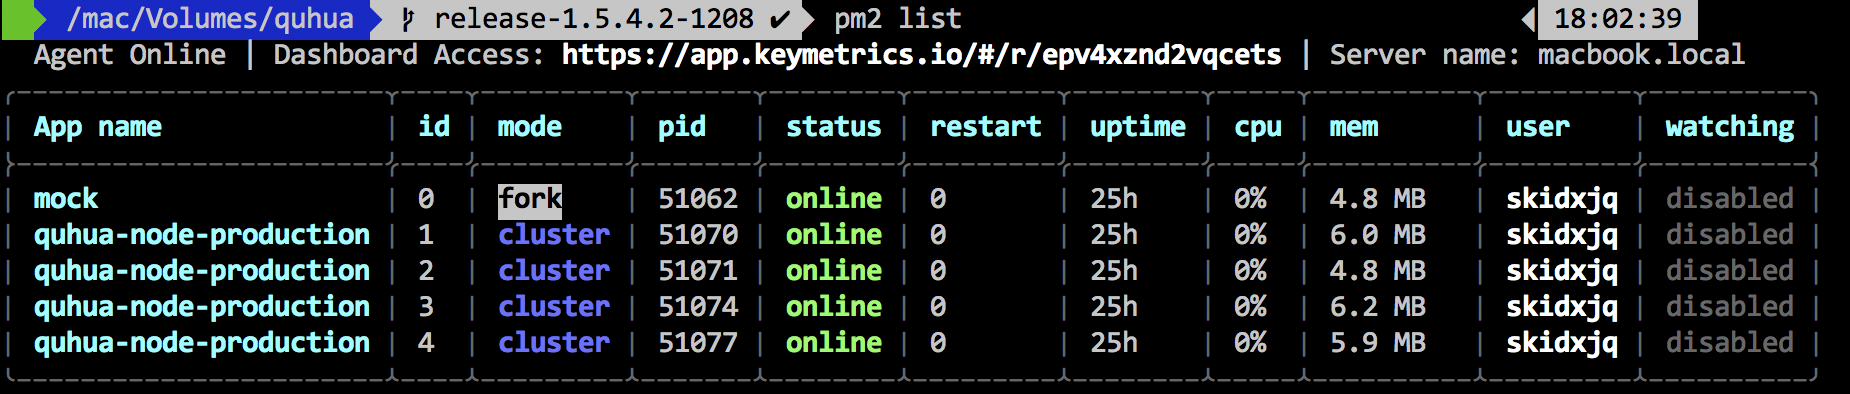 /mac/Volumes/quhua release-1.5.4.2-1208 ✔ pm2 list 18:02:39
Agent Online | Dashboard Access: https://app.keymetrics.io/#/r/epv4xznd2vqcets | Server name: macbook.local
App name | id | mode | pid | status | restart | uptime | cpu | mem | user | watching
mock | 0 | fork | 51062 | online | 0 | 25h | 0% | 4.8 MB | skidxjq | disabled
quhua-node-production | 1 | cluster | 51070 | online | 0 | 25h | 0% | 6.0 MB | skidxjq | disabled
quhua-node-production | 2 | cluster | 51071 | online | 0 | 25h | 0% | 4.8 MB | skidxjq | disabled
quhua-node-production | 3 | cluster | 51074 | online | 0 | 25h | 0% | 6.2 MB | skidxjq | disabled
quhua-node-production | 4 | cluster | 51077 | online | 0 | 25h | 0% | 5.9 MB | skidxjq | disabled